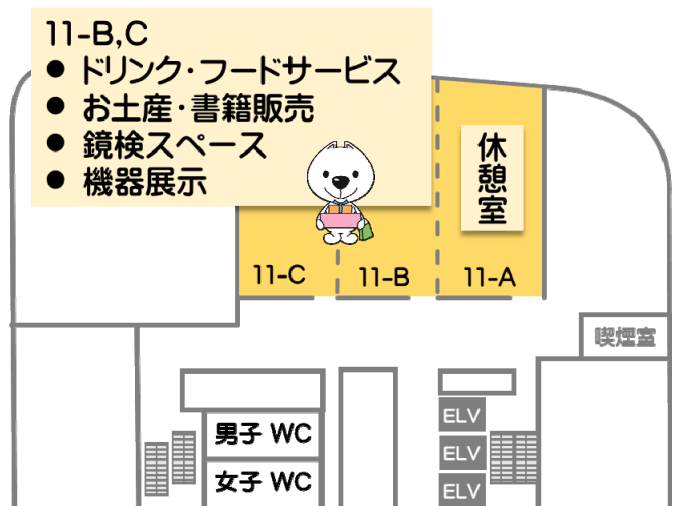 11-B,C
● ドリンク・フードサービス
● お土産・書籍販売
● 鏡検スペース
● 機器展示
休憩室
11-C
11-B
11-A
喫煙室
男子 WC
女子 WC
ELV
ELV
ELV